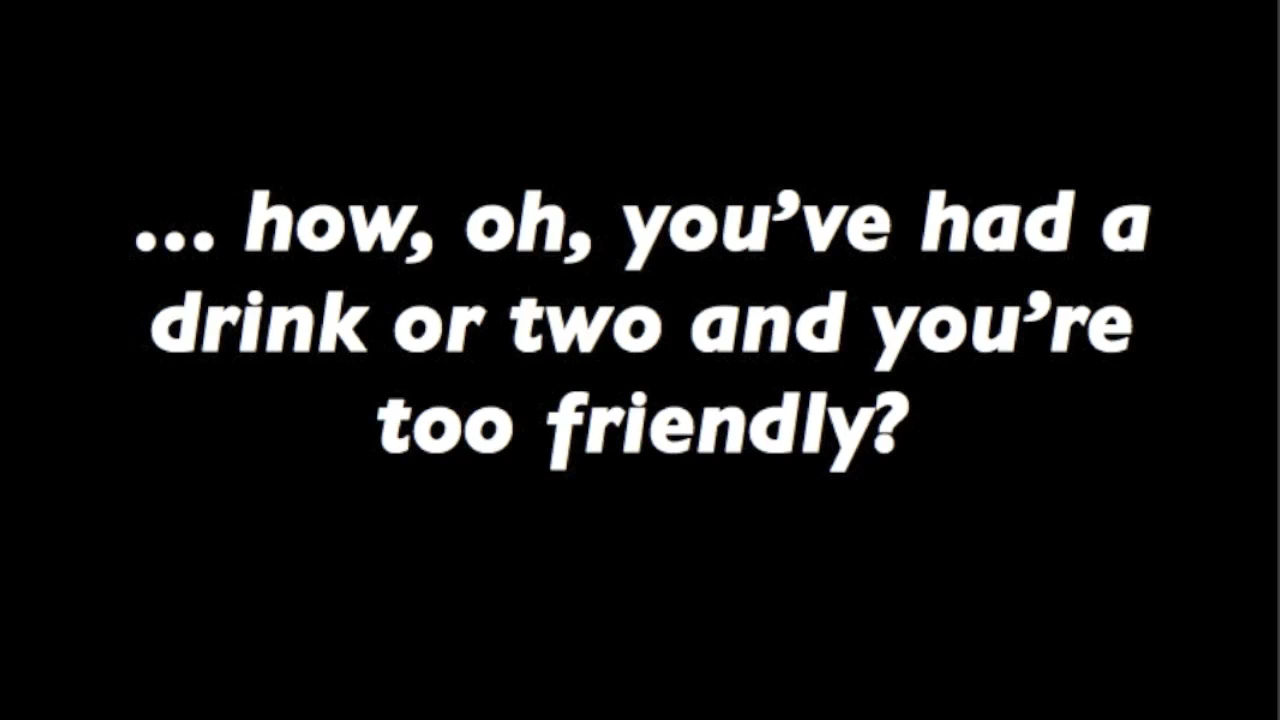 ... how, oh, you’ve had a
drink or two and you’re
too friendly?